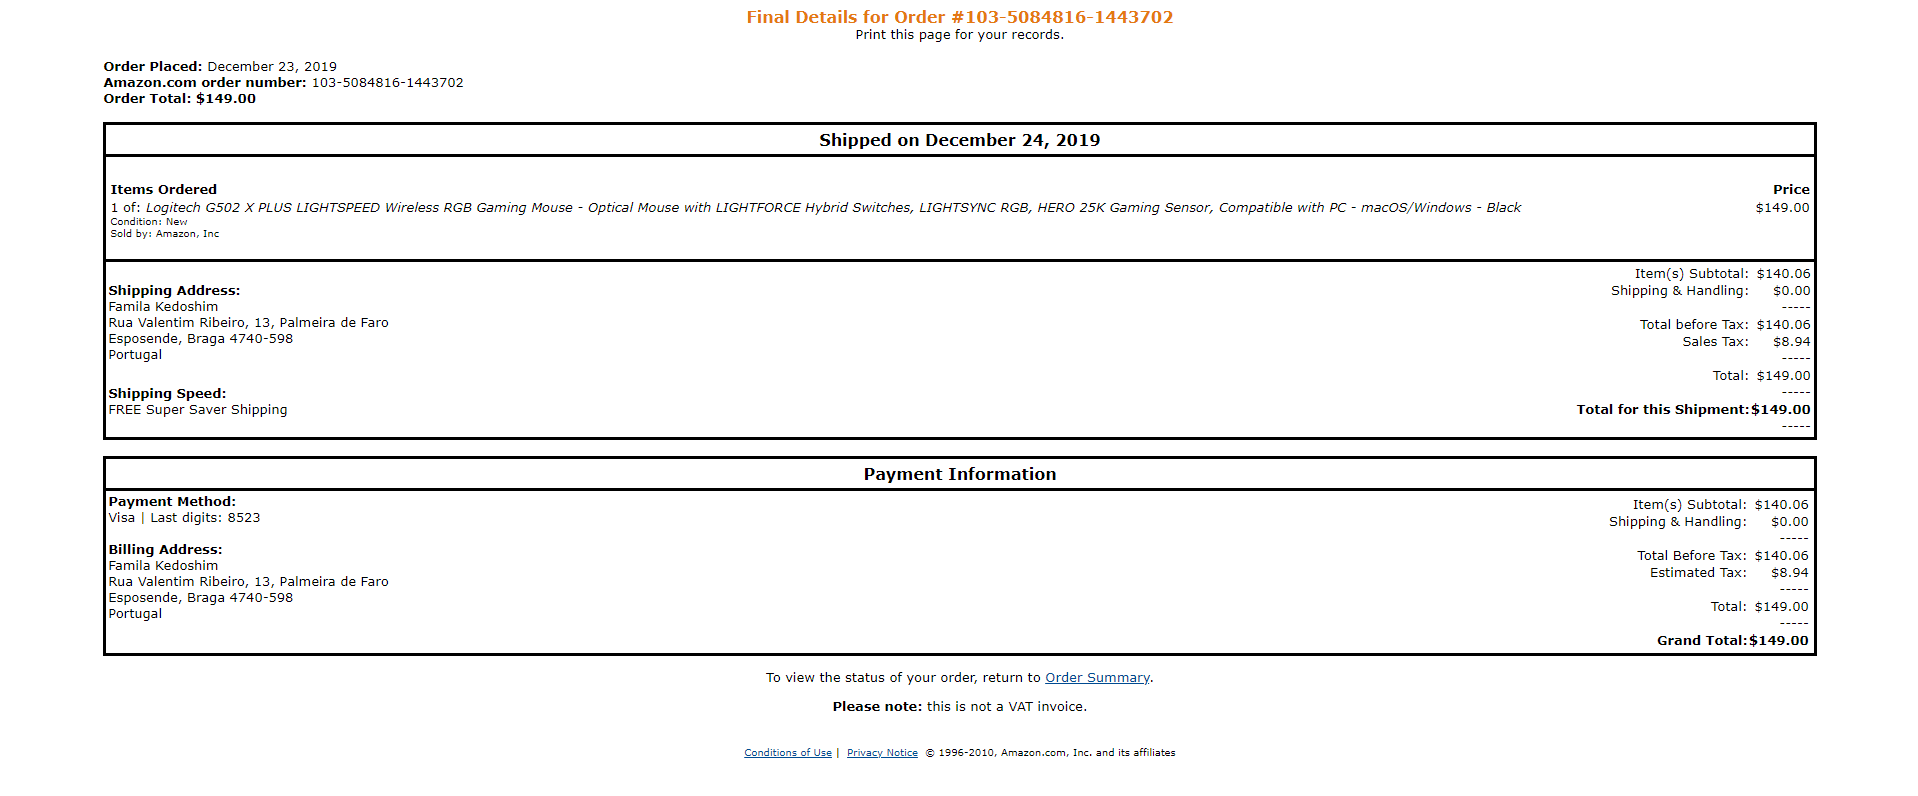 Final Details for Order #103-5084816-1443702
Print this page for your records.
Order Placed: December 23, 2019
Amazon.com order number: 103-5084816-1443702
Order Total: $149.00
Shipped on December 24, 2019
Items Ordered Price
1 of: Logitech G502 X PLUS LIGHTSPEED Wireless RGB Gaming Mouse - Optical Mouse with LIGHTFORCE Hybrid Switches, LIGHTSYNC RGB, HERO 25K Gaming Sensor, Compatible with PC - macOS/Windows - Black $149.00
Condition: New
Sold by: Amazon, Inc
Shipping Address:
Famila Kedoshim
Rua Valentim Ribeiro, 13, Palmeira de Faro
Esposende, Braga 4740-598
Portugal
Shipping Speed:
FREE Super Saver Shipping
Item(s) Subtotal: $140.06
Shipping & Handling: $0.00
-----
Total before Tax: $140.06
Sales Tax: $8.94
-----
Total: $149.00
-----
Total for this Shipment: $149.00
-----
Payment Information
Payment Method:
Visa | Last digits: 8523
Billing Address:
Famila Kedoshim
Rua Valentim Ribeiro, 13, Palmeira de Faro
Esposende, Braga 4740-598
Portugal
Item(s) Subtotal: $140.06
Shipping & Handling: $0.00
-----
Total Before Tax: $140.06
Estimated Tax: $8.94
-----
Total: $149.00
-----
Grand Total: $149.00
To view the status of your order, return to Order Summary.
Please note: this is not a VAT invoice.
Conditions of Use | Privacy Notice © 1996-2010, Amazon.com, Inc. and its affiliates